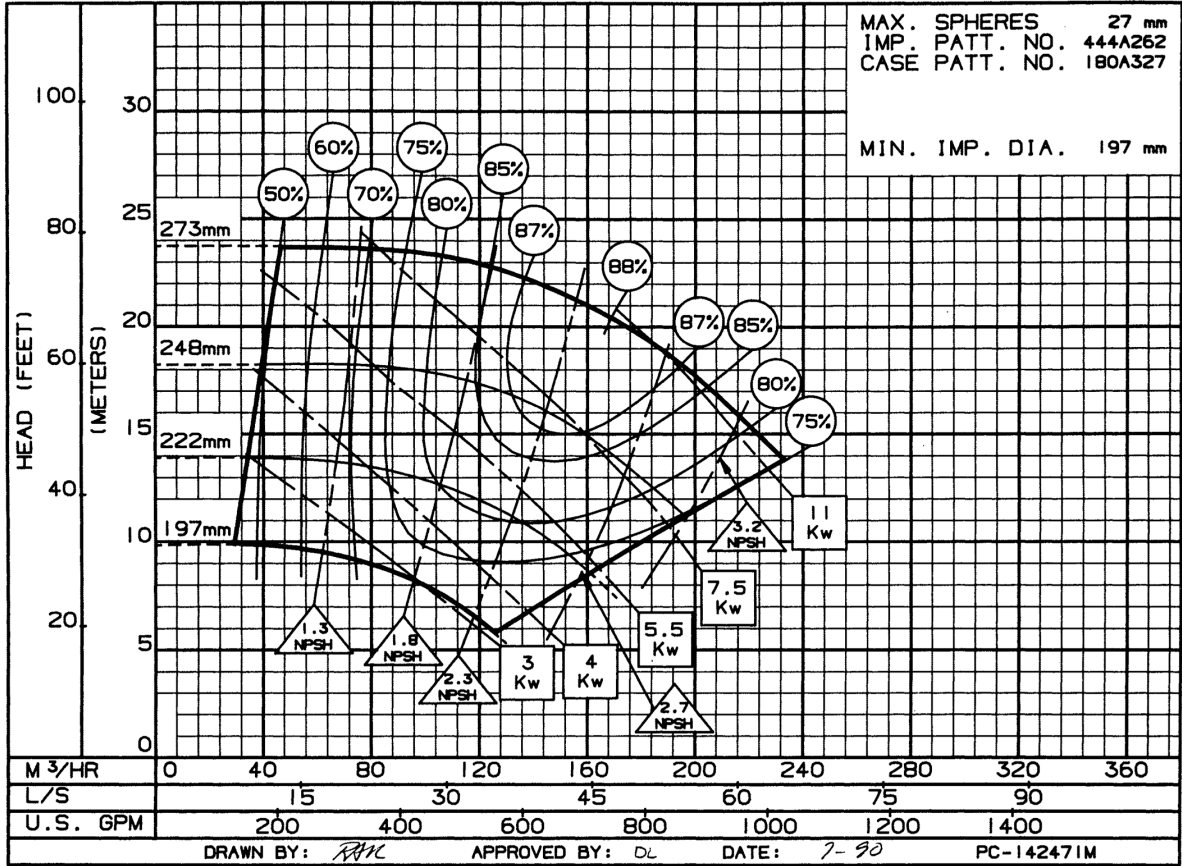 MAX. SPHERES 27 mm
IMP. PATT. NO. 444A262
CASE PATT. NO. 180A327
MIN. IMP. DIA. 197 mm
HEAD (FEET)
100
80
60
40
20
(METERS)
30
25
20
15
10
5
0
273mm
248mm
222mm
197mm
50%
60%
70%
75%
80%
85%
87%
88%
87%
85%
80%
75%
1.3
NPSH
1.8
NPSH
2.3
NPSH
2.7
NPSH
3.2
NPSH
3
Kw
4
Kw
5.5
Kw
7.5
Kw
11
Kw
M³/HR 0 40 80 120 160 200 240 280 320 360
L/S 15 30 45 60 75 90
U.S. GPM 200 400 600 800 1000 1200 1400
DRAWN BY: APPROVED BY: DL DATE: 7-90 PC-142471M